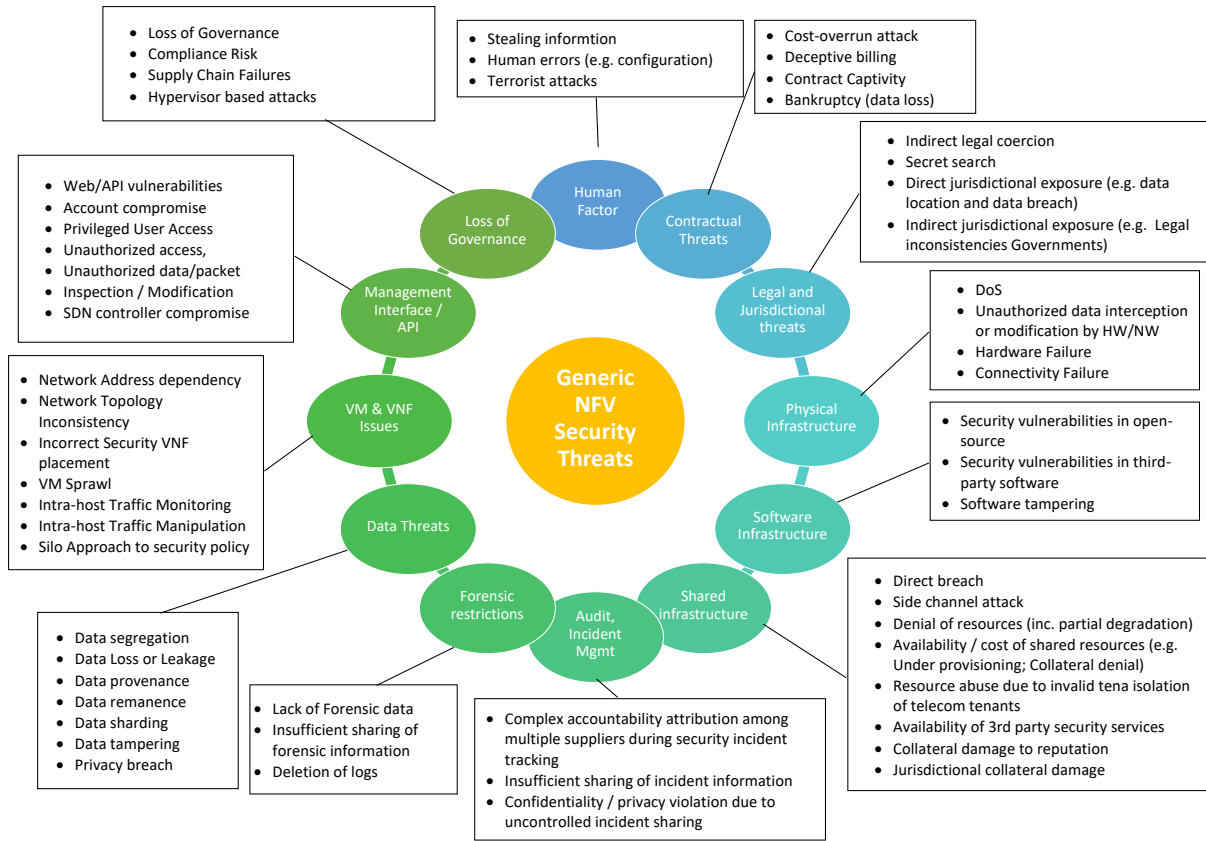 • Loss of Governance
• Compliance Risk
• Supply Chain Failures
• Hypervisor based attacks
• Stealing informtion
• Human errors (e.g. configuration)
• Terrorist attacks
• Cost-overrun attack
• Deceptive billing
• Contract Captivity
• Bankruptcy (data loss)
• Indirect legal coercion
• Secret search
• Direct jurisdictional exposure (e.g. data
location and data breach)
• Indirect jurisdictional exposure (e.g. Legal
inconsistencies Governments)
• Web/API vulnerabilities
• Account compromise
• Privileged User Access
• Unauthorized access,
• Unauthorized data/packet
• Inspection / Modification
• SDN controller compromise
Human
Factor
Loss of
Governance
Contractual
Threats
Management
Interface /
API
Legal and
Jurisdictional
threats
• DoS
• Unauthorized data interception
or modification by HW/NW
• Hardware Failure
• Connectivity Failure
• Network Address dependency
• Network Topology
Inconsistency
• Incorrect Security VNF
placement
• VM Sprawl
• Intra-host Traffic Monitoring
• Intra-host Traffic Manipulation
• Silo Approach to security policy
VM & VNF
Issues
Generic
NFV
Security
Threats
Physical
Infrastructure
• Security vulnerabilities in open-
source
• Security vulnerabilities in third-
party software
• Software tampering
Data Threats
Software
Infrastructure
Forensic
restrictions
Audit,
Incident
Mgmt
Shared
infrastructure
• Direct breach
• Side channel attack
• Denial of resources (inc. partial degradation)
• Availability / cost of shared resources (e.g.
Under provisioning; Collateral denial)
• Resource abuse due to invalid tena isolation
of telecom tenants
• Availability of 3rd party security services
• Collateral damage to reputation
• Jurisdictional collateral damage
• Data segregation
• Data Loss or Leakage
• Data provenance
• Data remanence
• Data sharding
• Data tampering
• Privacy breach
• Lack of Forensic data
• Insufficient sharing of
forensic information
• Deletion of logs
• Complex accountability attribution among
multiple suppliers during security incident
tracking
• Insufficient sharing of incident information
• Confidentiality / privacy violation due to
uncontrolled incident sharing